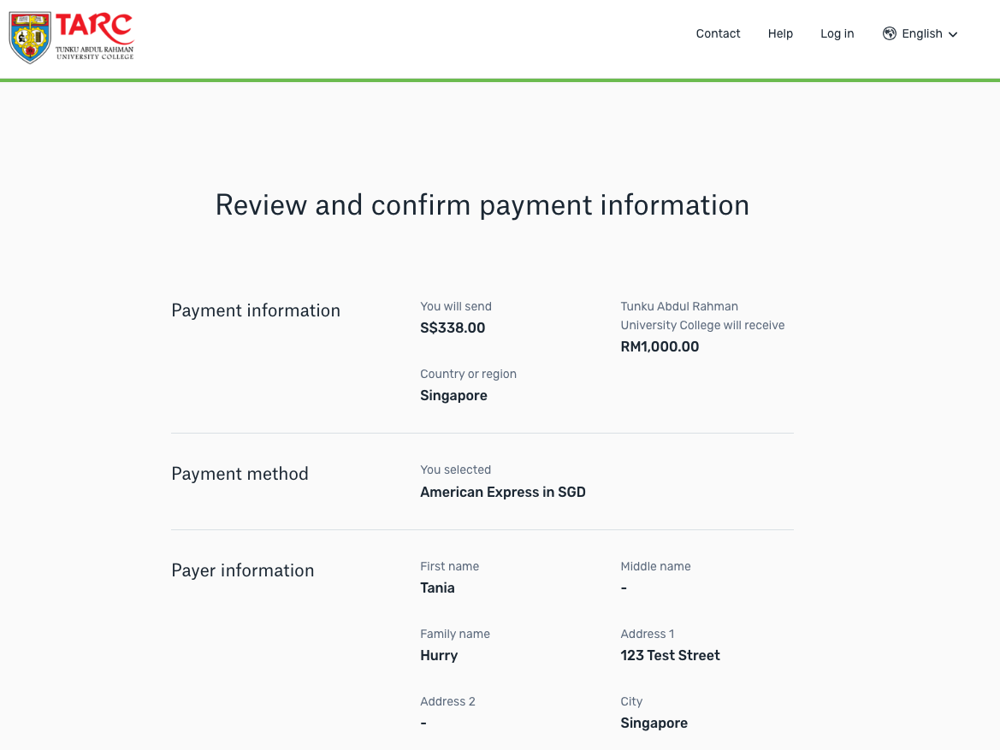 TARC
TUNKU ABDUL RAHMAN
UNIVERSITY COLLEGE
Contact
Help
Log in
English
Review and confirm payment information
Payment information
You will send
S$338.00
Tunku Abdul Rahman
University College will receive
RM1,000.00
Country or region
Singapore
Payment method
You selected
American Express in SGD
Payer information
First name
Tania
Middle name
-
Family name
Hurry
Address 1
123 Test Street
Address 2
-
City
Singapore